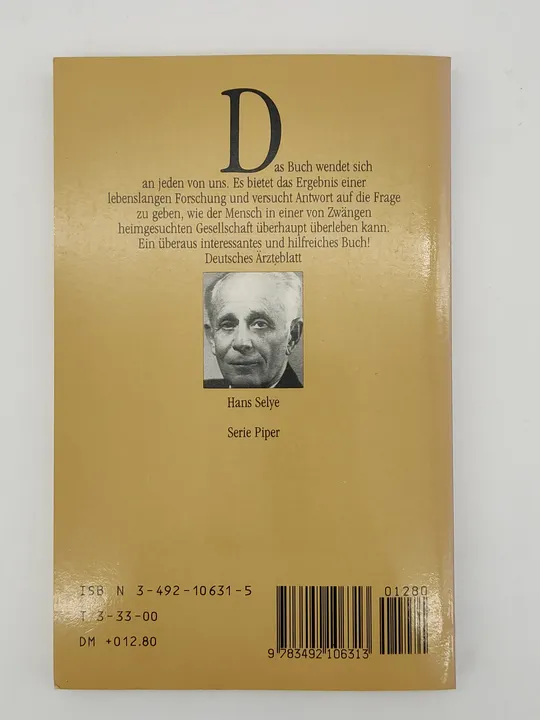 Das Buch wendet sich
an jeden von uns. Es bietet das Ergebnis einer
lebenslangen Forschung und versucht Antwort auf die Frage
zu geben, wie der Mensch in einer von Zwängen
heimgesuchten Gesellschaft überhaupt überleben kann.
Ein überaus interessantes und hilfreiches Buch!
Deutsches Ärzteblatt
Hans Selye
Serie Piper
ISB N 3-492-10631-5
T 3-33-00
DM +012.80
01280
9 783492 106313